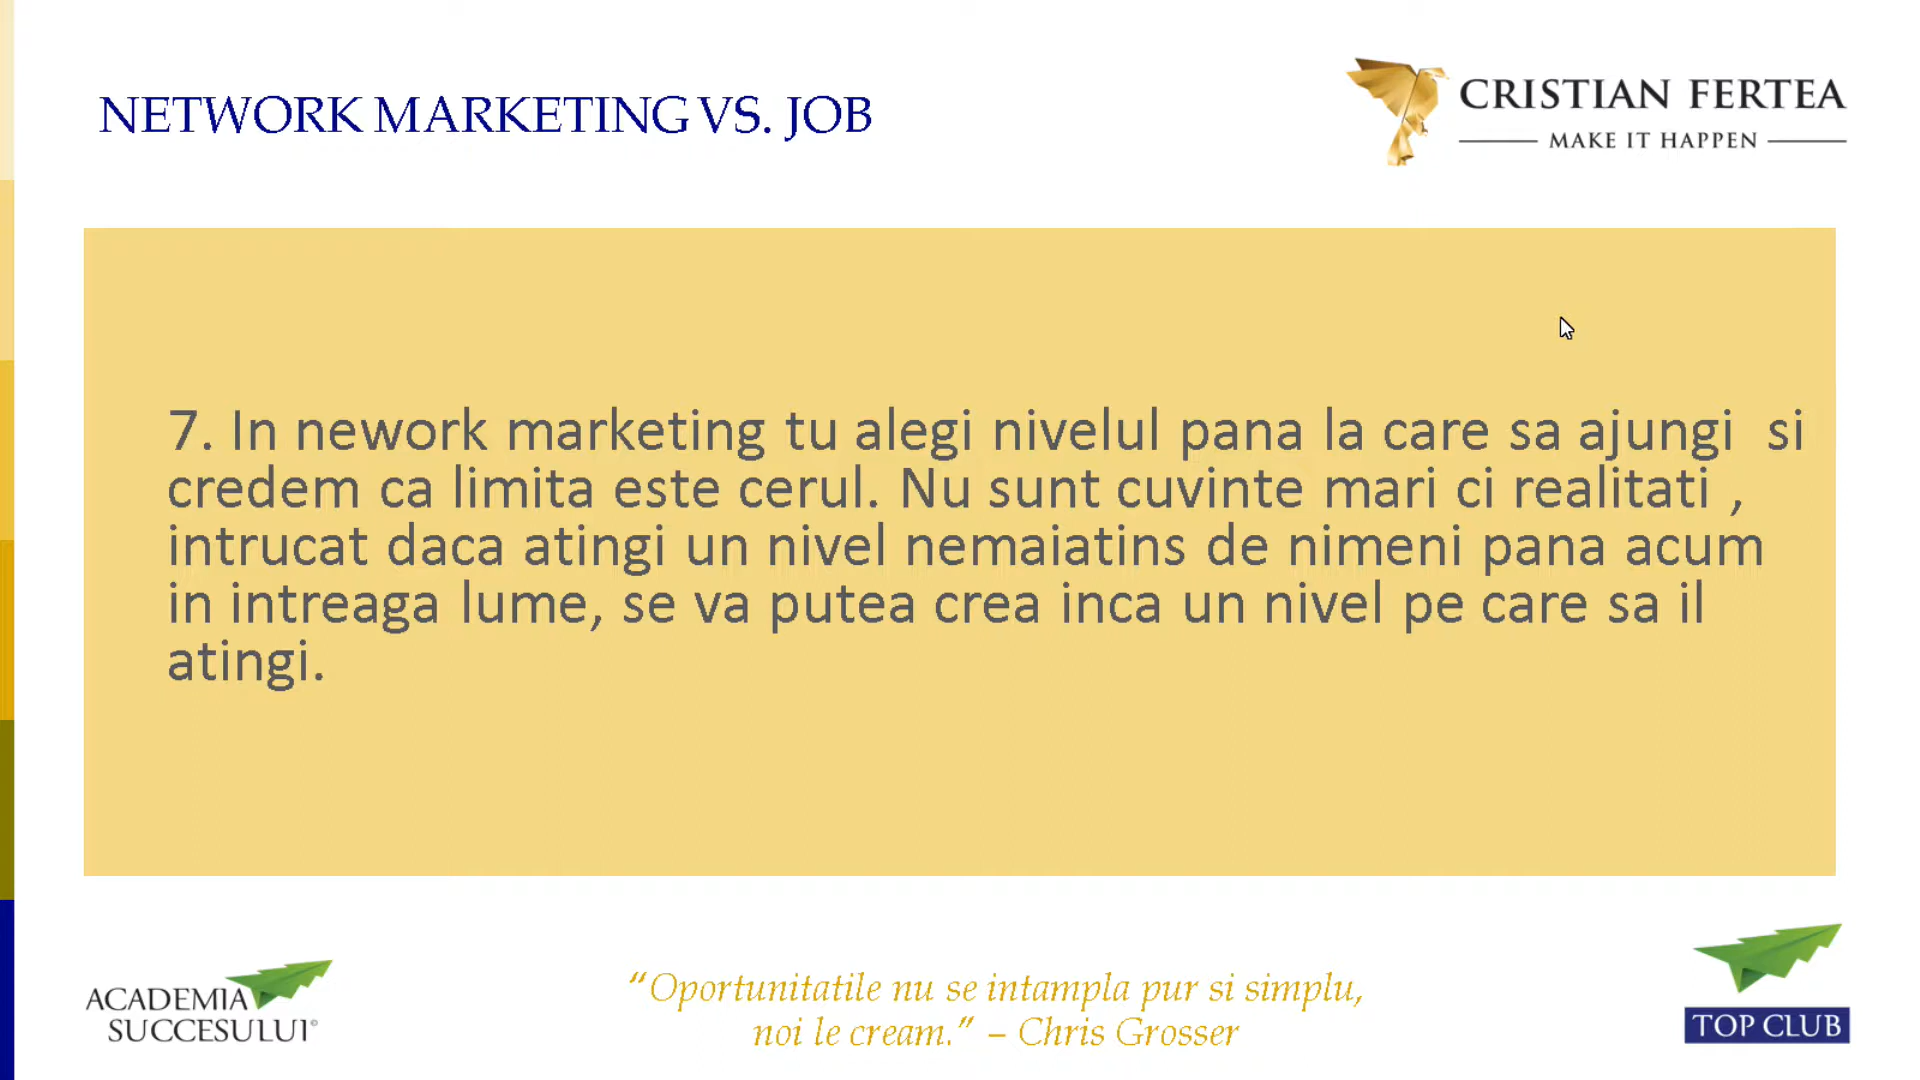 NETWORK MARKETING VS. JOB
CRISTIAN FERTEA
MAKE IT HAPPEN
7. In nework marketing tu alegi nivelul pana la care sa ajungi si
credem ca limita este cerul. Nu sunt cuvinte mari ci realitati ,
intrucat daca atingi un nivel nemaiatins de nimeni pana acum
in intreaga lume, se va putea crea inca un nivel pe care sa il
atingi.
ACADEMIA
SUCCESULUI©
“Oportunitatile nu se intampla pur si simplu,
noi le cream.” – Chris Grosser
TOP CLUB